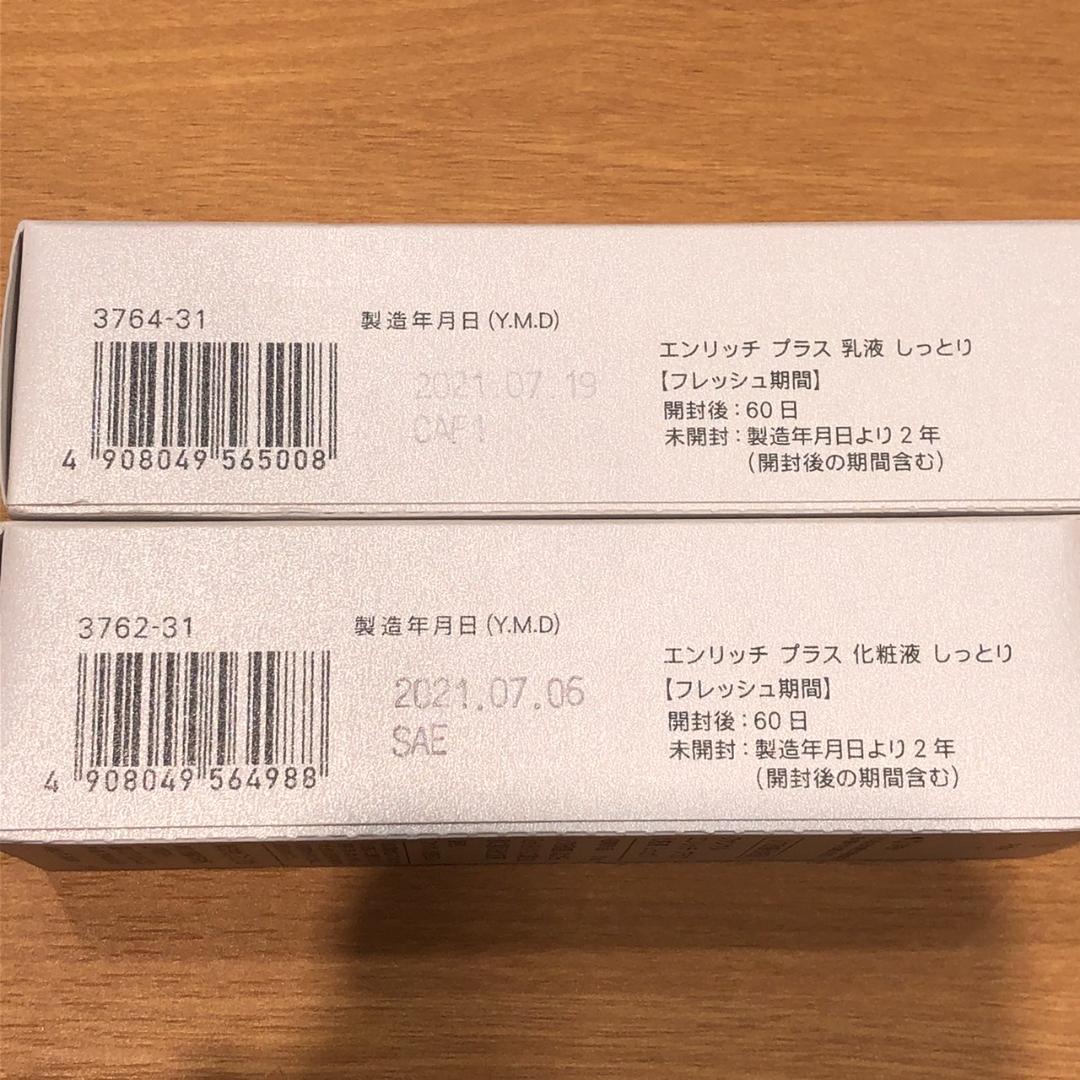 3764-31
製造年月日(Y.M.D)
2021.07.19
CAF1
4 908049 565008
エンリッチ プラス 乳液 しっとり
【フレッシュ期間】
開封後：60日
未開封：製造年月日より2年
（開封後の期間含む）
3762-31
製造年月日(Y.M.D)
2021.07.06
SAE
4 908049 564988
エンリッチ プラス 化粧液 しっとり
【フレッシュ期間】
開封後：60日
未開封：製造年月日より2年
（開封後の期間含む）